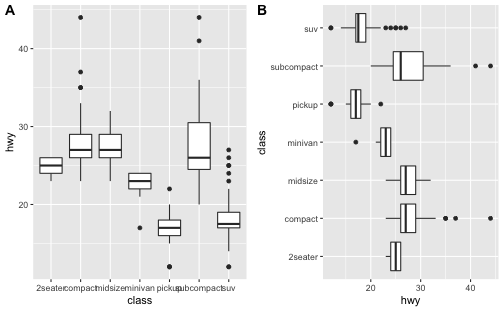 A
40
30
20
hwy
2seater compact midsize minivan pickup subcompact suv
class
B
suv
subcompact
pickup
minivan
midsize
compact
2seater
class
20 30 40
hwy